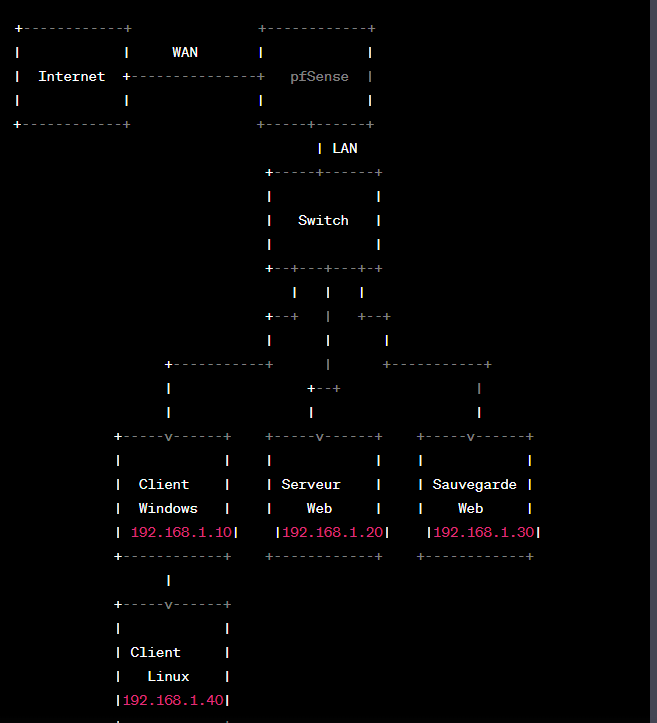 WAN
Internet pfSense
LAN
Switch
Client Serveur Sauvegarde
Windows Web Web
192.168.1.10 192.168.1.20 192.168.1.30
Client
Linux
192.168.1.40